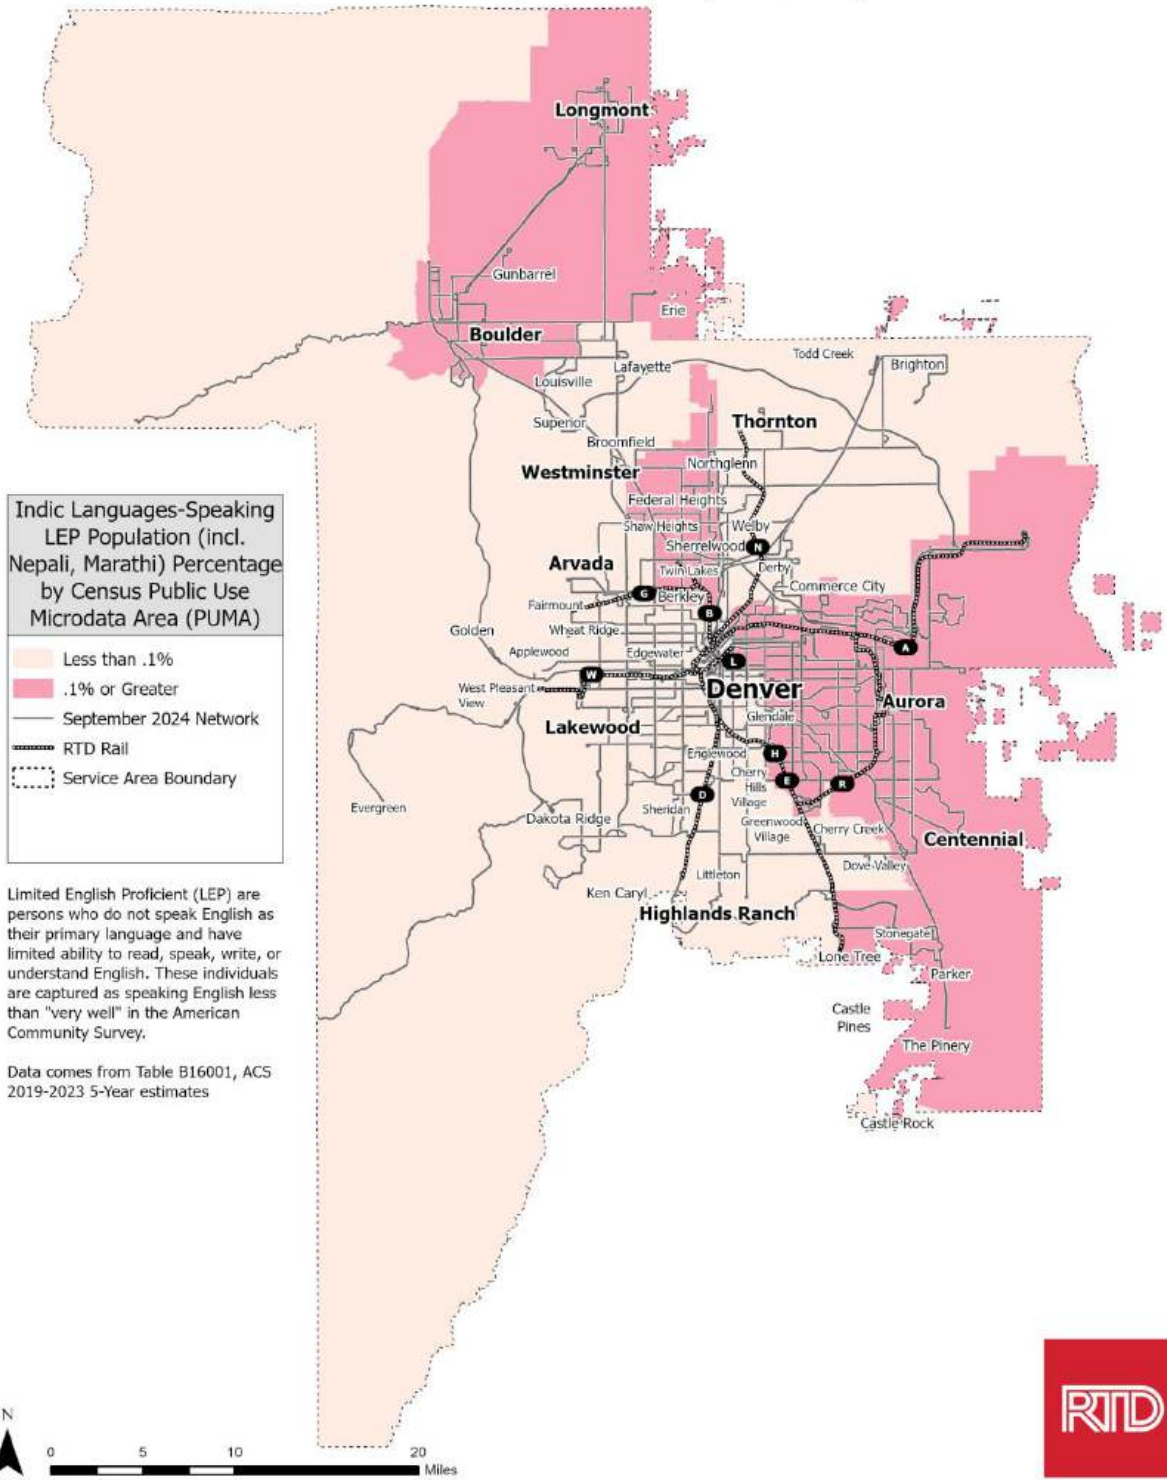 Longmont
Gunbarrel
Erie
Boulder
Todd Creek
Brighton
Lafayette
Louisville
Superior
Thornton
Broomfield
Northglenn
Westminster
Federal Heights
Shaw Heights
Welby
Sherrelwood
N
Arvada
Twin Lakes
Derby
Commerce City
G
Berkley
Fairmount
B
Golden
Wheat Ridge
Applewood
Edgewater
A
L
W
West Pleasant
View
Denver
Aurora
Lakewood
Glendale
Englewood
H
Cherry
Hills
Village
E
R
D
Evergreen
Sheridan
Dakota Ridge
Greenwood
Village
Cherry Creek
Centennial
Dove Valley
Littleton
Ken Caryl
Highlands Ranch
Stonegate
Lone Tree
Parker
Castle
Pines
The Pinery
Castle Rock
Indic Languages-Speaking
LEP Population (incl.
Nepali, Marathi) Percentage
by Census Public Use
Microdata Area (PUMA)
Less than .1%
.1% or Greater
September 2024 Network
RTD Rail
Service Area Boundary
Limited English Proficient (LEP) are
persons who do not speak English as
their primary language and have
limited ability to read, speak, write, or
understand English. These individuals
are captured as speaking English less
than "very well" in the American
Community Survey.
Data comes from Table B16001, ACS
2019-2023 5-Year estimates
N
0 5 10 20
Miles
RTD